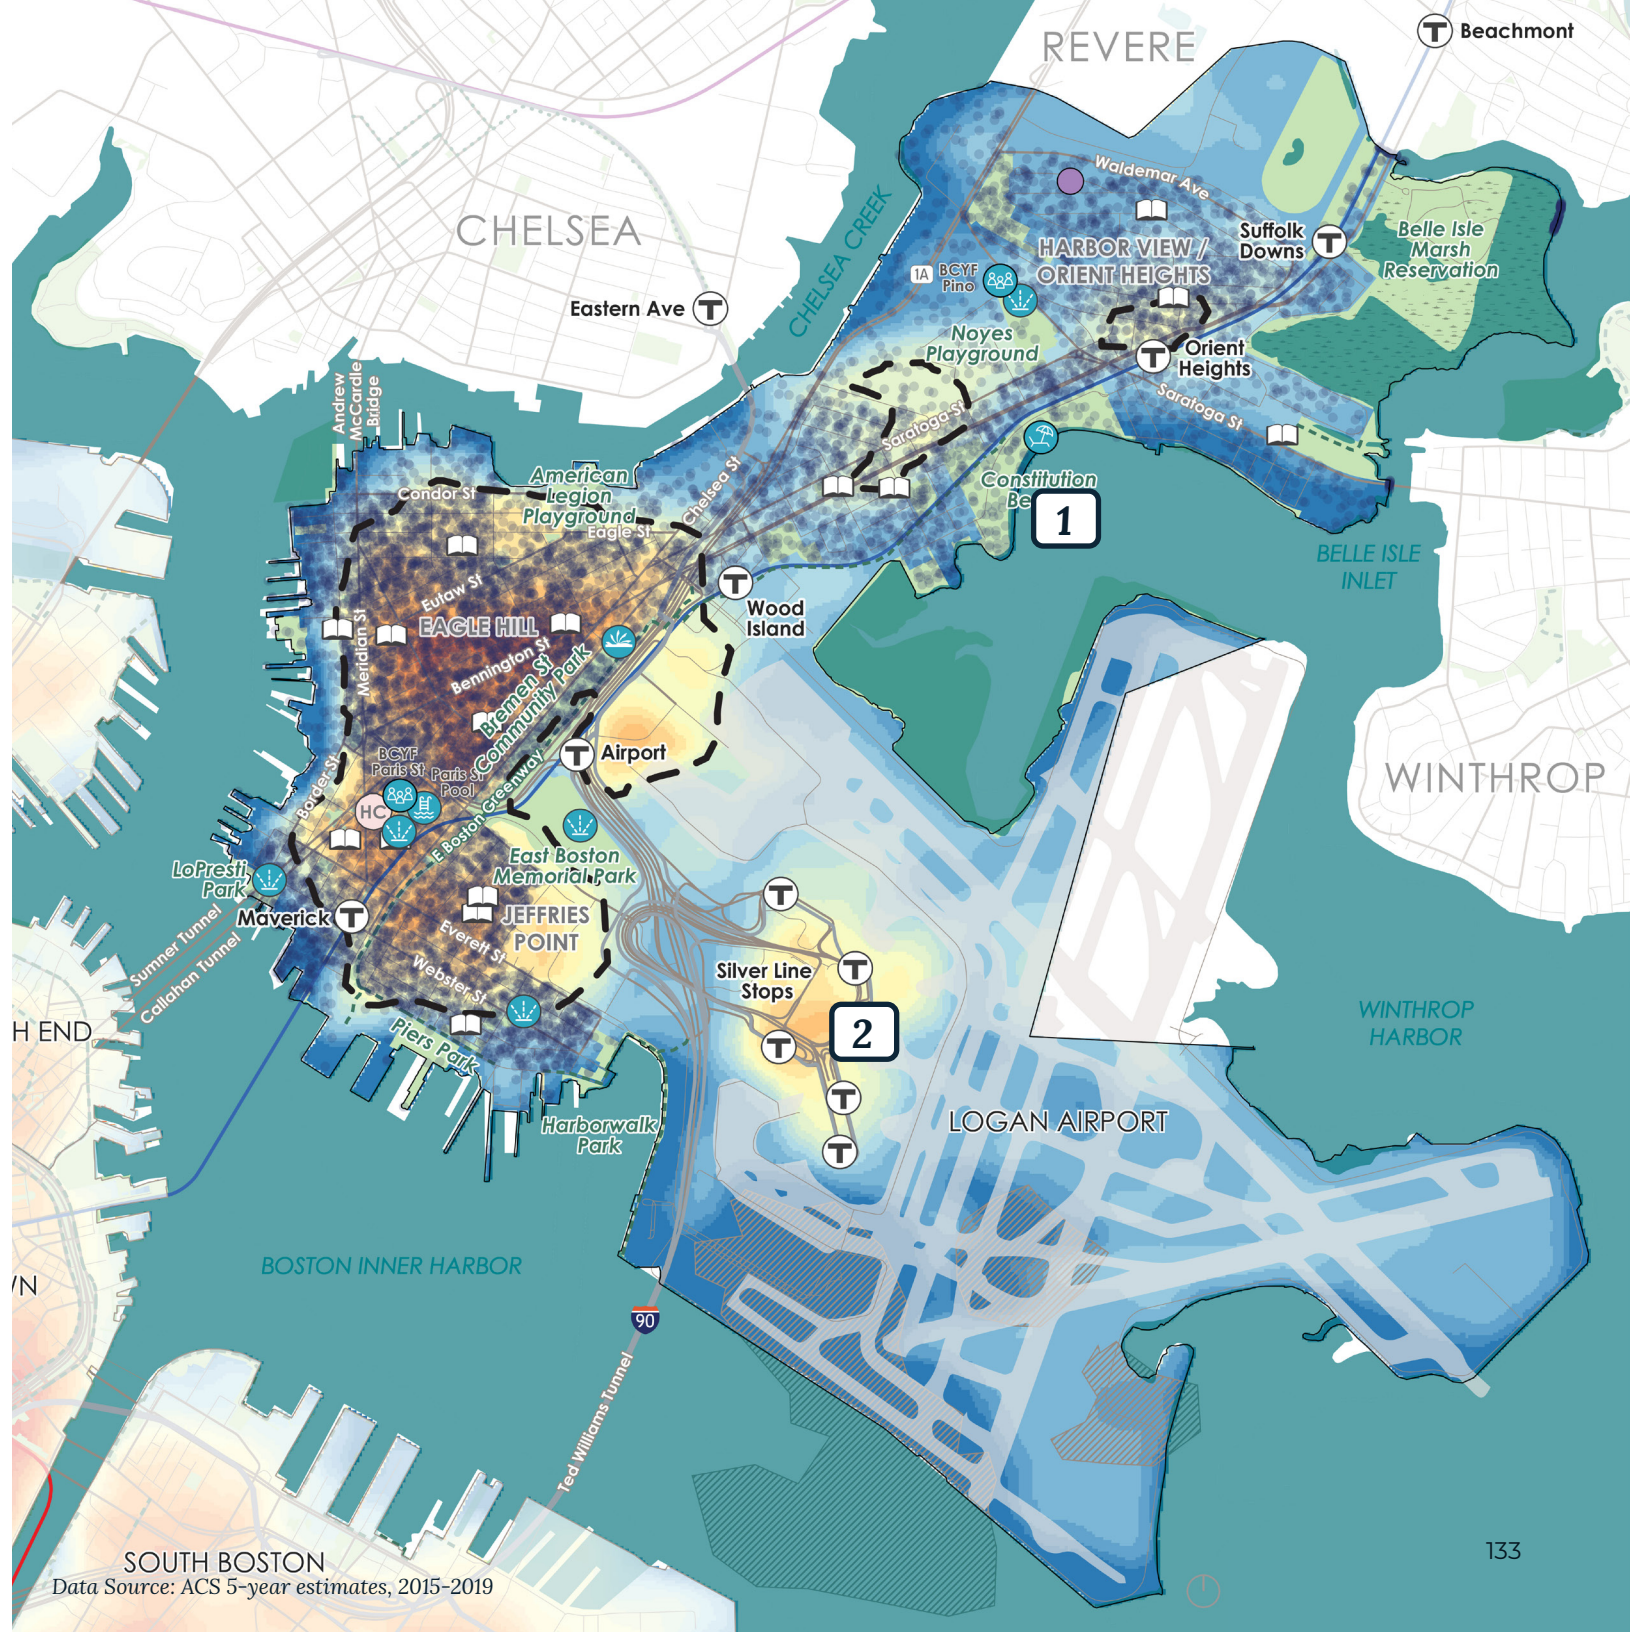 REVERE
Beachmont
CHELSEA
Eastern Ave
CHELSEA CREEK
Waldemar Ave
1A
BCYF
Pino
HARBOR VIEW /
ORIENT HEIGHTS
Suffolk
Downs
Belle Isle
Marsh
Reservation
Noyes
Playground
Orient
Heights
Saratoga St
Saratoga St
Constitution
1
BELLE ISLE
INLET
WINTHROP
Andrew
McCardle
Bridge
Condor St
American
Legion
Playground
Eagle St
Chelsea St
Eutaw St
EAGLE HILL
Meridian St
Bennington St
Bremen St
Community Park
Wood
Island
Airport
Border St
BCYF
Paris St
Paris St
Pool
HC
E Boston Greenway
LoPresti
Park
Maverick
Sumner Tunnel
Callahan Tunnel
East Boston
Memorial Park
JEFFRIES
POINT
Everett St
Webster St
Piers Park
Harborwalk
Park
Silver Line
Stops
2
LOGAN AIRPORT
WINTHROP
HARBOR
H END
BOSTON INNER HARBOR
90
Ted Williams Tunnel
SOUTH BOSTON
Data Source: ACS 5-year estimates, 2015-2019
133